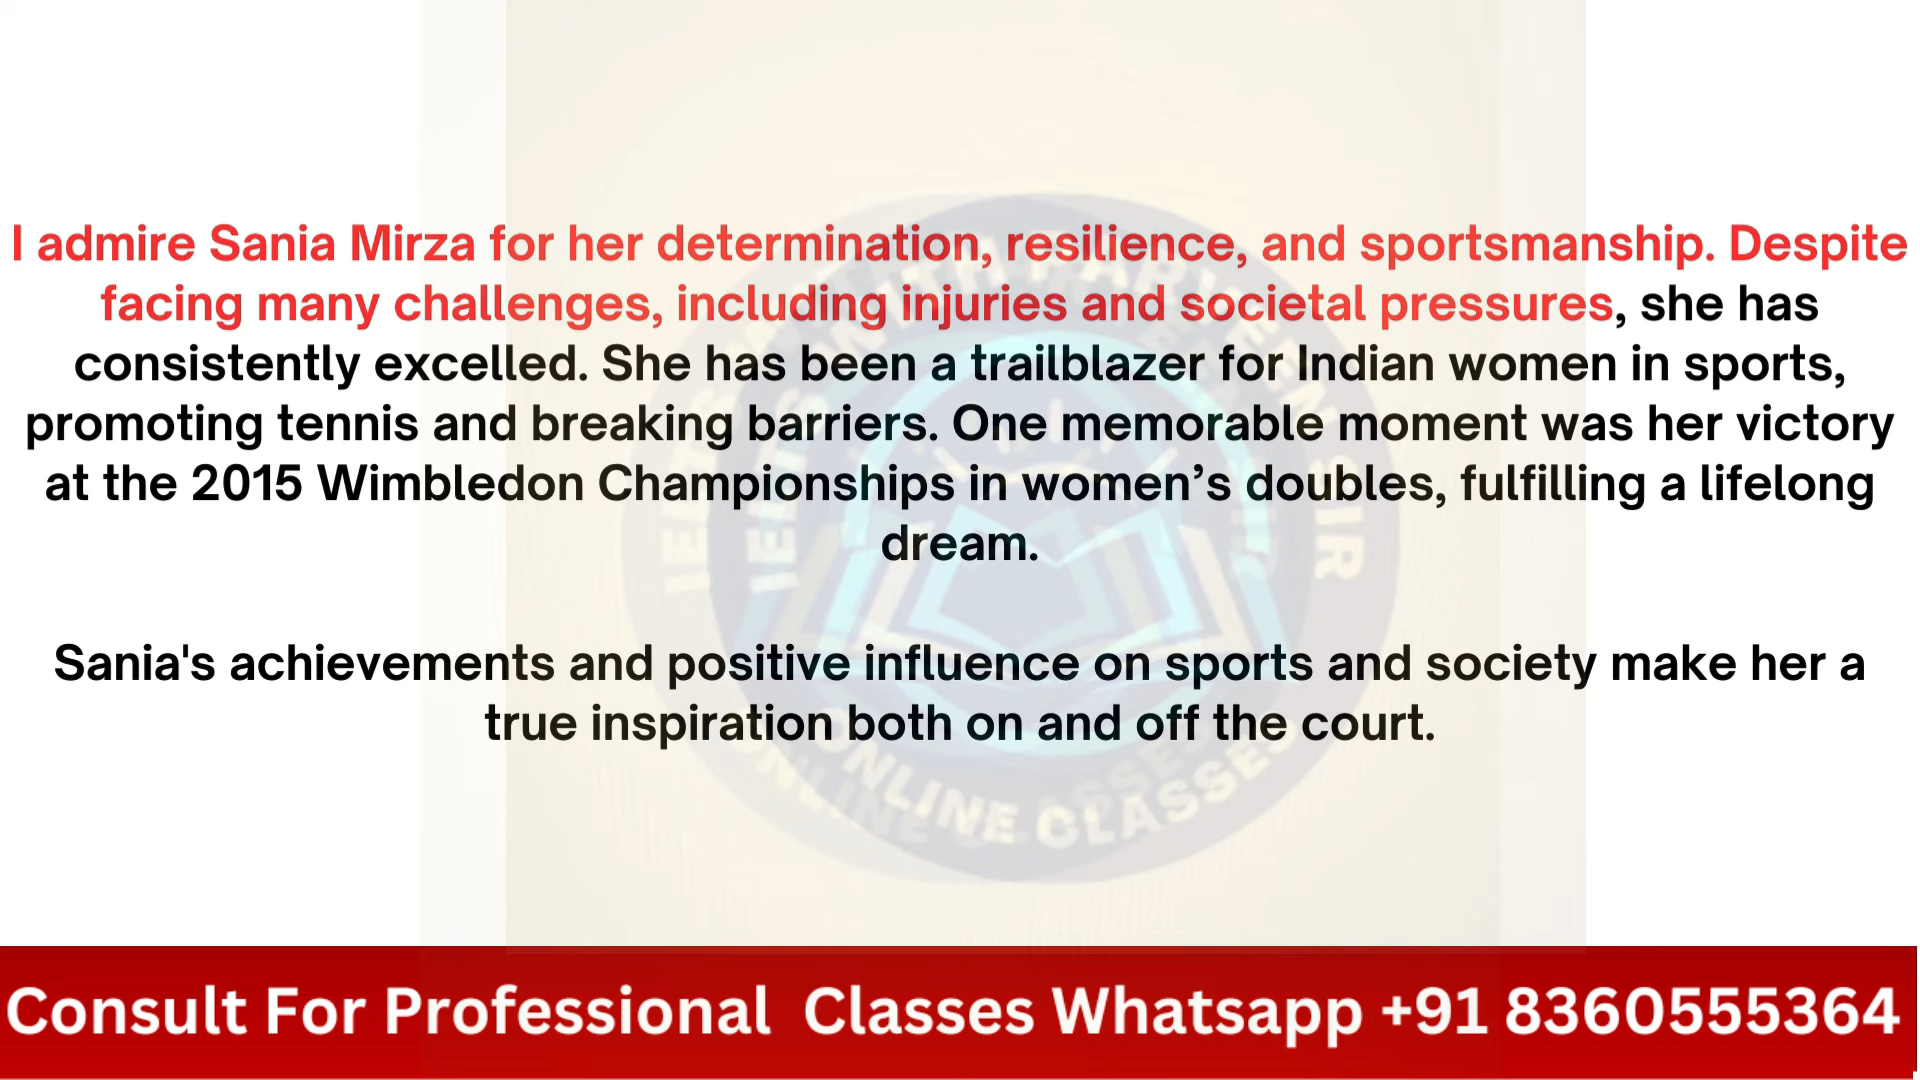 I admire Sania Mirza for her determination, resilience, and sportsmanship. Despite
facing many challenges, including injuries and societal pressures, she has
consistently excelled. She has been a trailblazer for Indian women in sports,
promoting tennis and breaking barriers. One memorable moment was her victory
at the 2015 Wimbledon Championships in women’s doubles, fulfilling a lifelong
dream.
Sania's achievements and positive influence on sports and society make her a
true inspiration both on and off the court.
ONLINE CLASSES
Consult For Professional Classes Whatsapp +91 8360555364